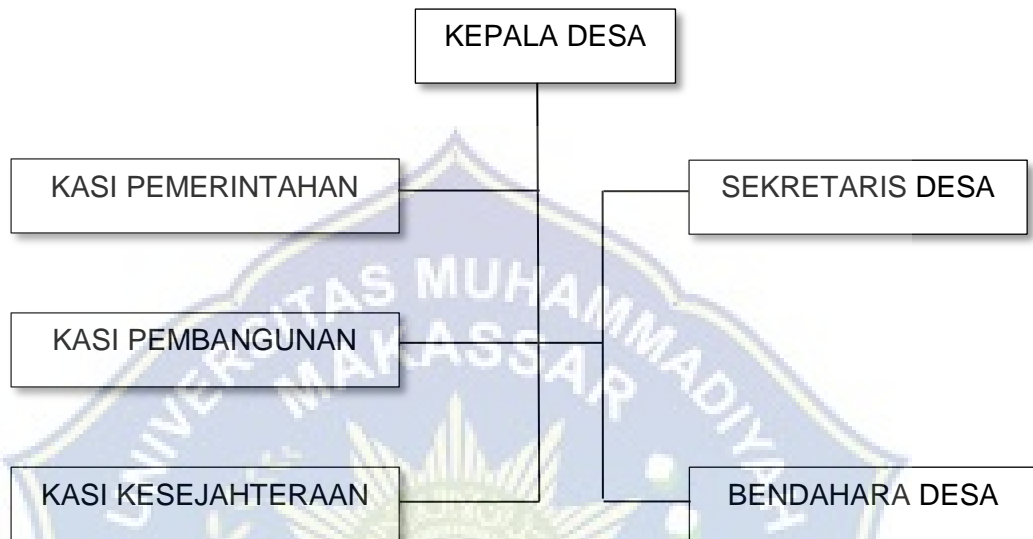 KEPALA DESA
KASI PEMERINTAHAN
SEKRETARIS DESA
UNIVERSITAS MUHAMMADIYAH
MAKASSAR
KASI PEMBANGUNAN
KASI KESEJAHTERAAN
BENDAHARA DESA